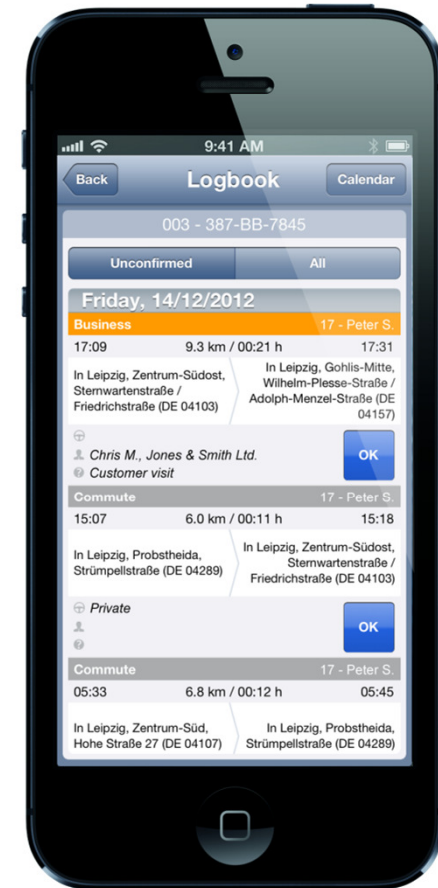 9:41 AM
Back
Logbook
Calendar
003 - 387-BB-7845
Unconfirmed
All
Friday, 14/12/2012
Business 17 - Peter S.
17:09 9.3 km / 00:21 h 17:31
In Leipzig, Zentrum-Südost,
Sternwartenstraße /
Friedrichstraße (DE 04103)
In Leipzig, Gohlis-Mitte,
Wilhelm-Plesse-Straße /
Adolph-Menzel-Straße (DE
04157)
Chris M., Jones & Smith Ltd.
Customer visit
OK
Commute 17 - Peter S.
15:07 6.0 km / 00:11 h 15:18
In Leipzig, Probstheida,
Strümpellstraße (DE 04289)
In Leipzig, Zentrum-Südost,
Sternwartenstraße /
Friedrichstraße (DE 04103)
Private
OK
Commute 17 - Peter S.
05:33 6.8 km / 00:12 h 05:45
In Leipzig, Zentrum-Süd,
Hohe Straße 27 (DE 04107)
In Leipzig, Probstheida,
Strümpellstraße (DE 04289)